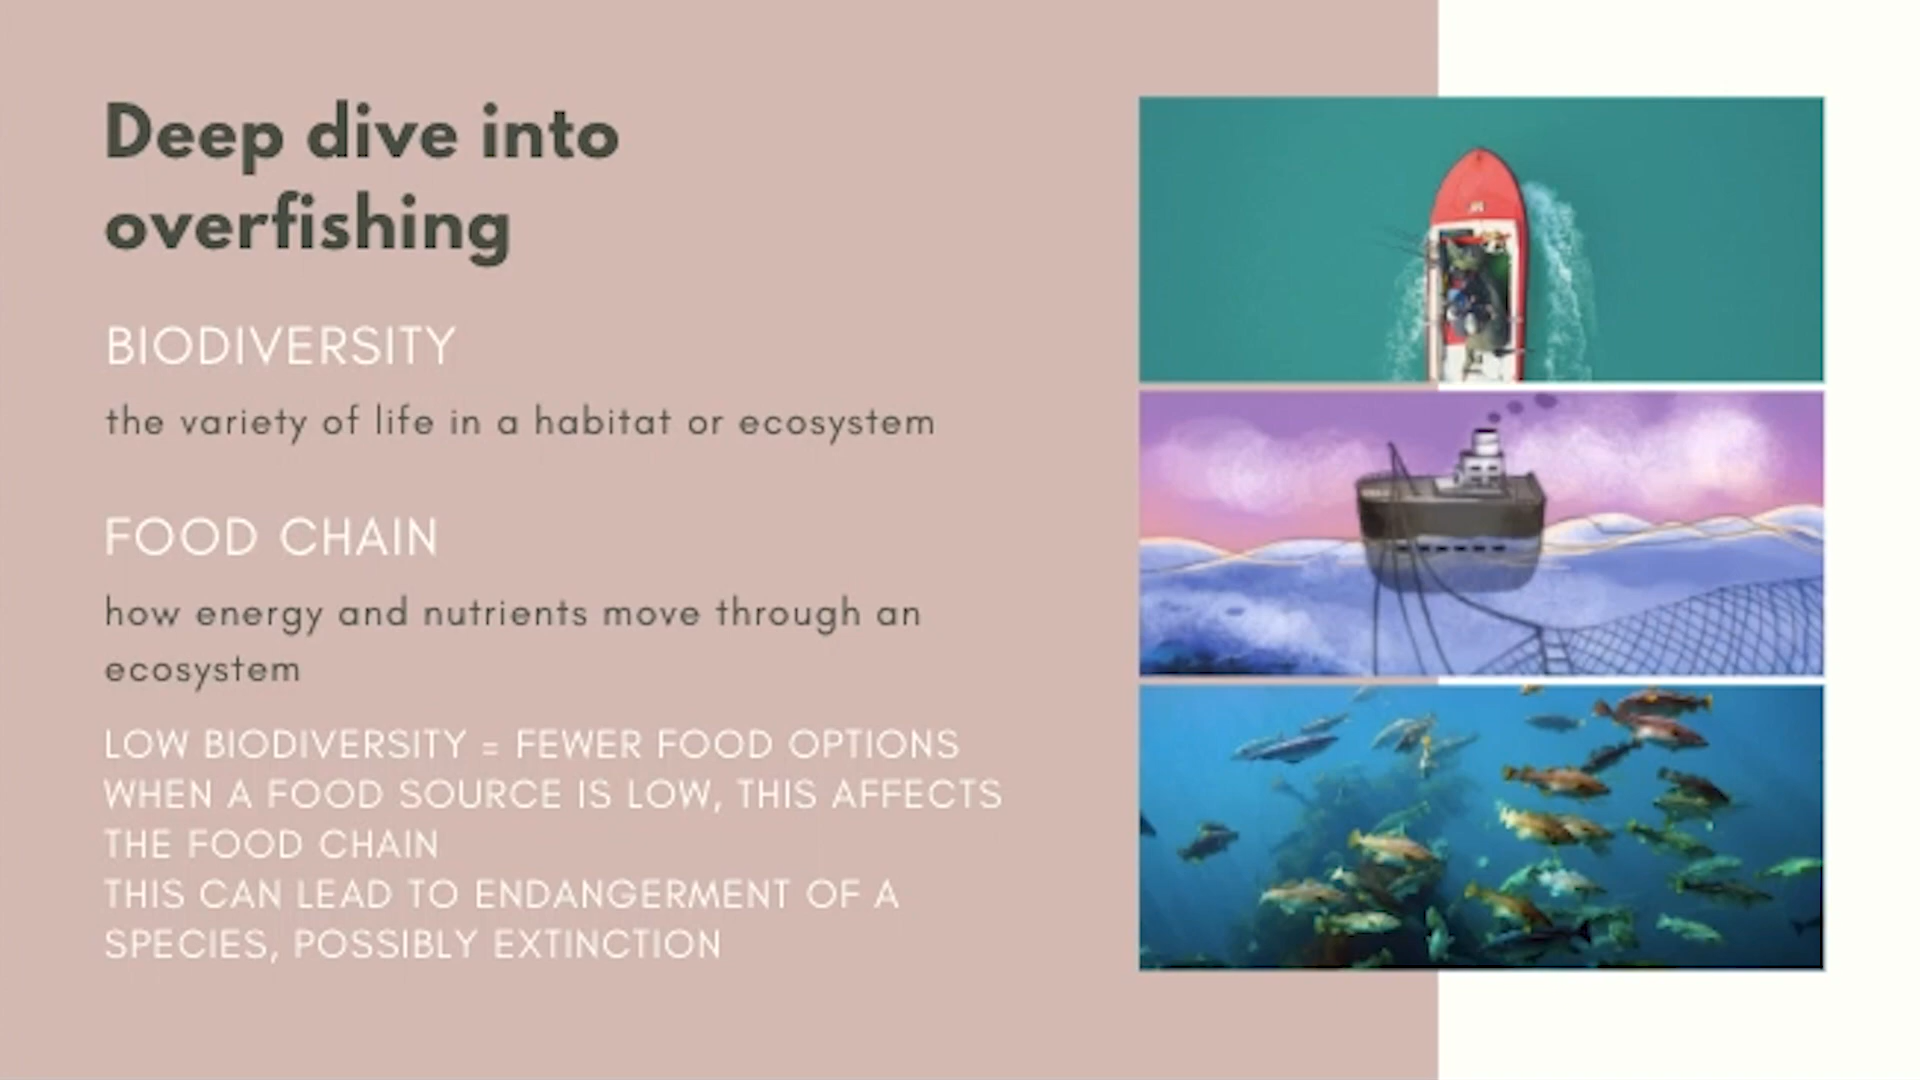 Deep dive into
overfishing
BIODIVERSITY
the variety of life in a habitat or ecosystem
FOOD CHAIN
how energy and nutrients move through an
ecosystem
LOW BIODIVERSITY = FEWER FOOD OPTIONS
WHEN A FOOD SOURCE IS LOW, THIS AFFECTS
THE FOOD CHAIN
THIS CAN LEAD TO ENDANGERMENT OF A
SPECIES, POSSIBLY EXTINCTION